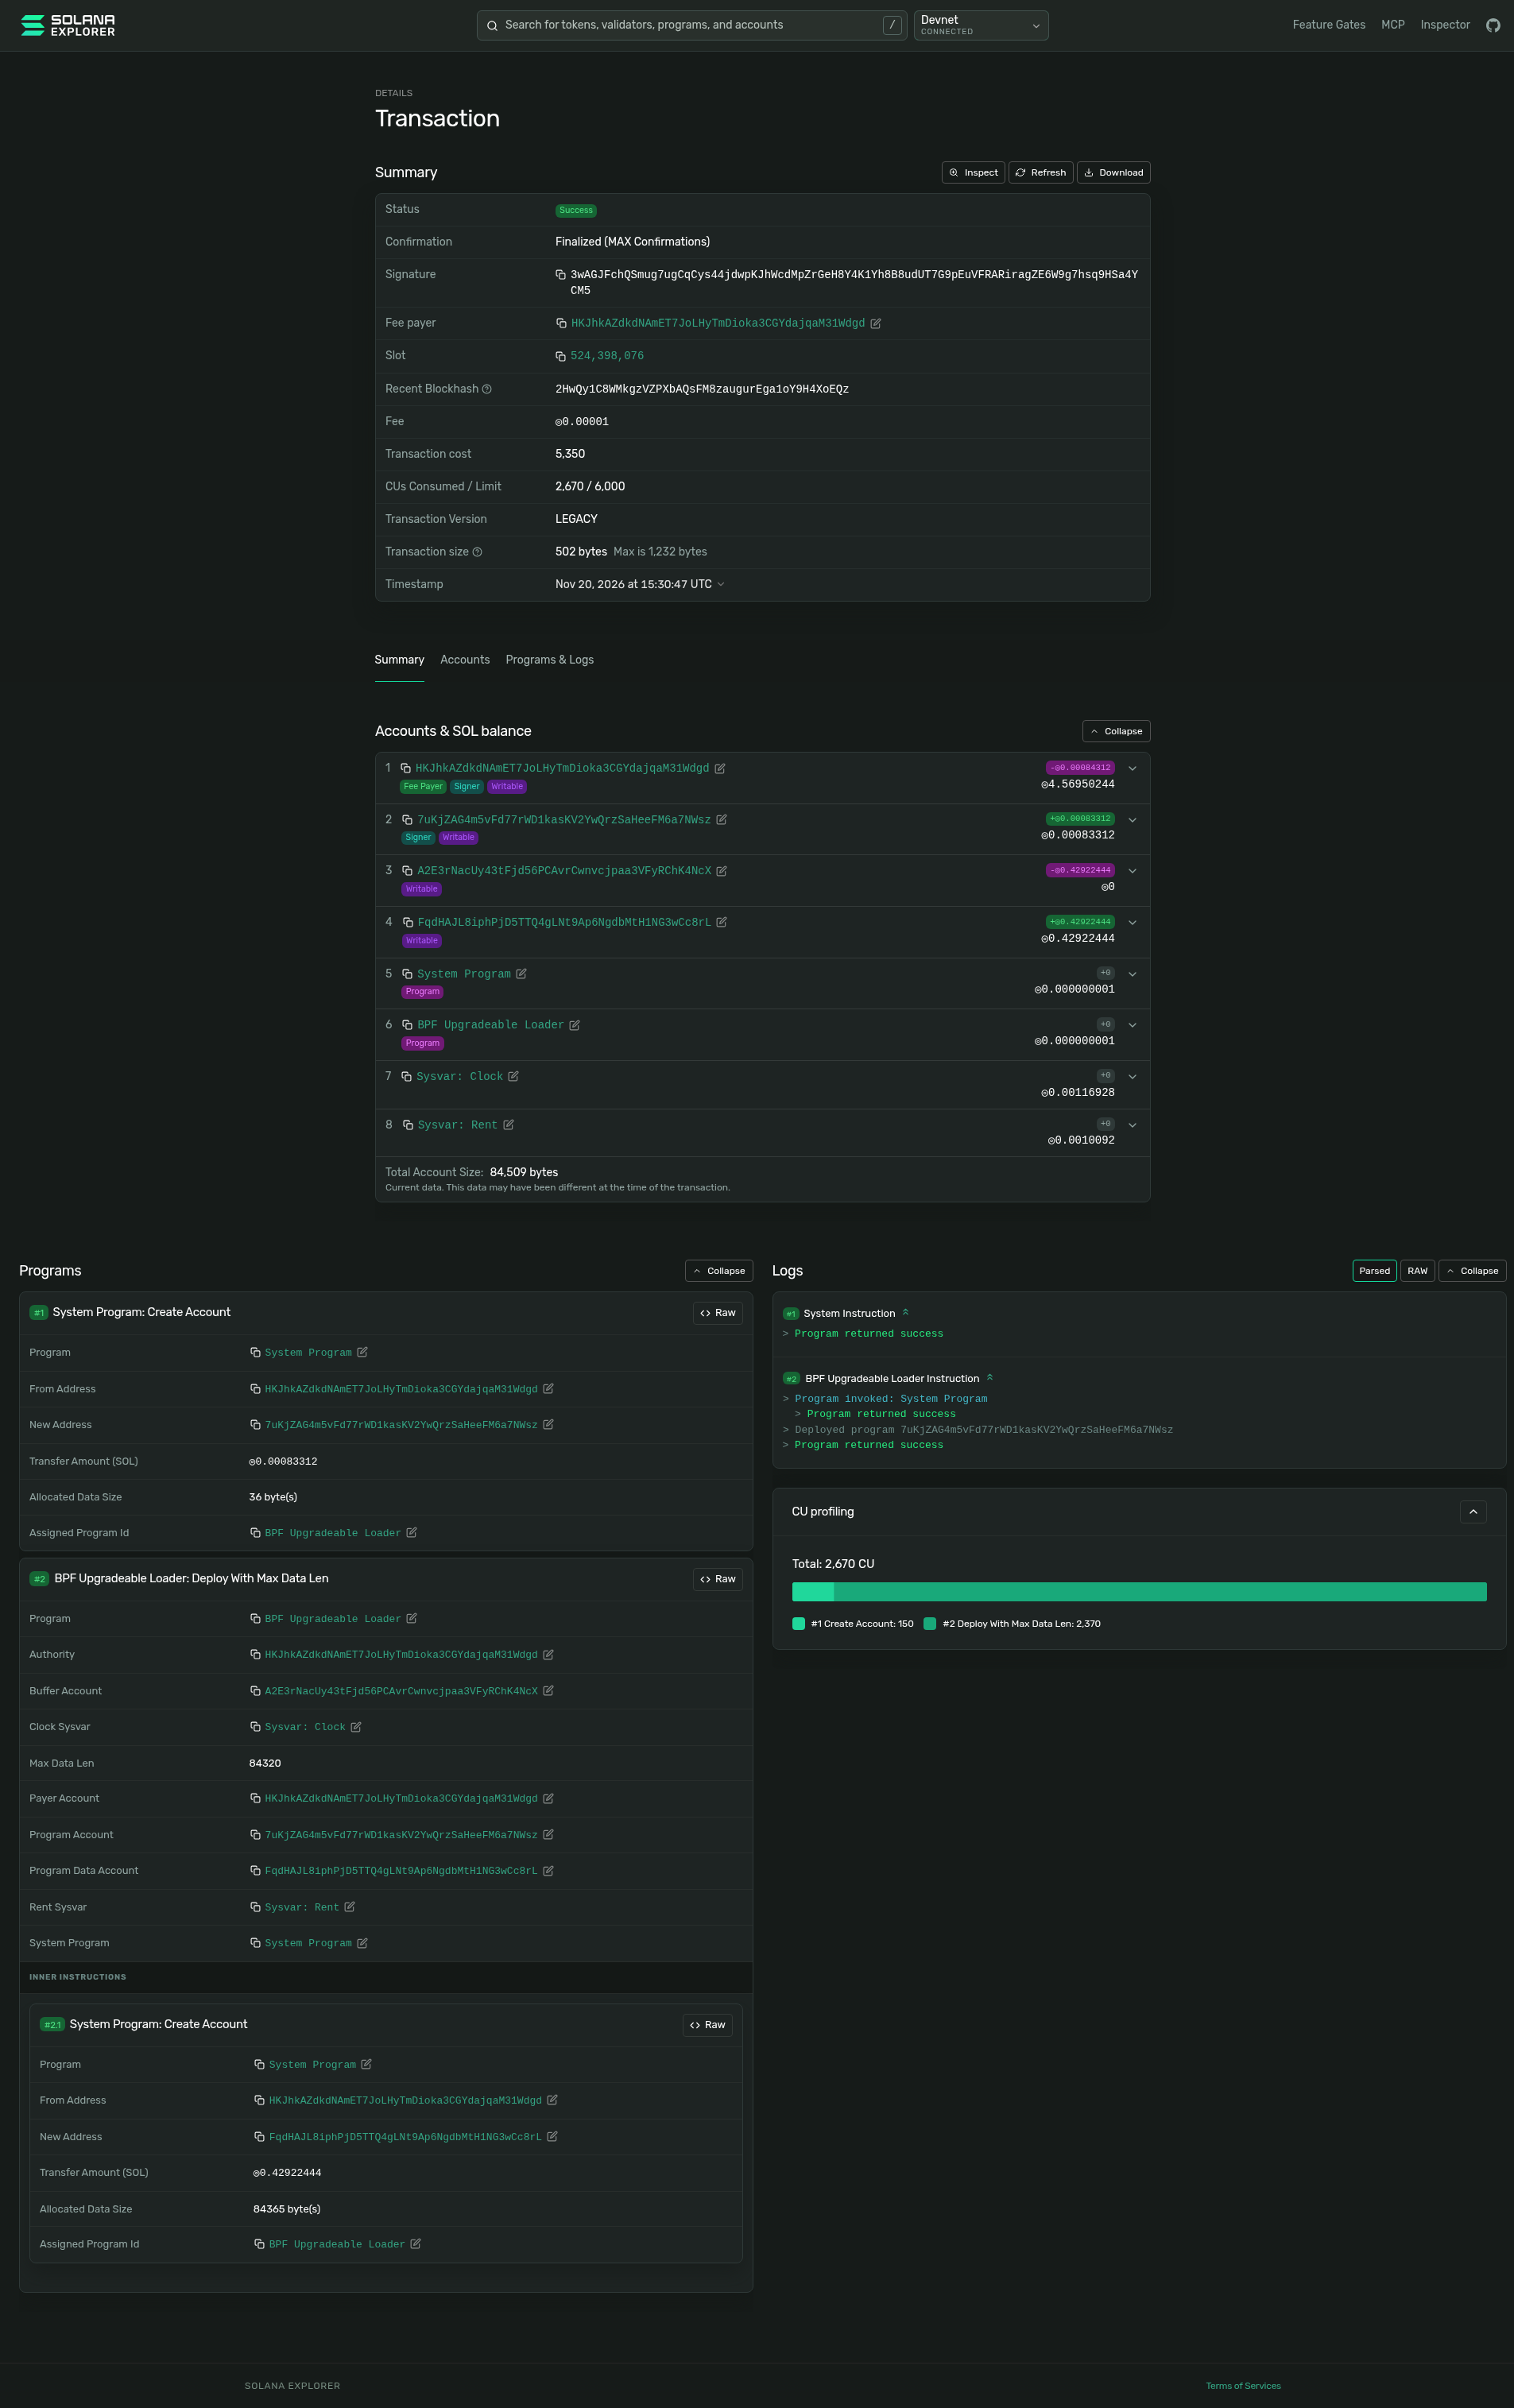 SOLANA
EXPLORER
Search for tokens, validators, programs, and accounts
/
Devnet
CONNECTED
Feature Gates
MCP
Inspector
DETAILS
Transaction
Summary
Inspect
Refresh
Download
Status
Success
Confirmation
Finalized (MAX Confirmations)
Signature
3wAGJFchQSmug7ugCqCys44jdwpKJhWcdMpZrGeH8Y4K1Yh8B8udUT7G9pEuVFRARiragZE6W9g7hsq9HSa4Y
CM5
Fee payer
HKJhkAZdkdNAmET7JoLHyTmDioka3CGYdajqaM31Wdgd
Slot
524,398,076
Recent Blockhash
2HwQy1C8WMkgzVZPXbAQsFM8zaugurEga1oY9H4XoEQz
Fee
◎0.00001
Transaction cost
5,350
CUs Consumed / Limit
2,670 / 6,000
Transaction Version
LEGACY
Transaction size
502 bytes Max is 1,232 bytes
Timestamp
Nov 20, 2026 at 15:30:47 UTC
Summary
Accounts
Programs & Logs
Accounts & SOL balance
Collapse
1 HKJhkAZdkdNAmET7JoLHyTmDioka3CGYdajqaM31Wdgd
Fee Payer Signer Writable
-◎0.00084312
◎4.56950244
2 7uKjZAG4m5vFd77rWD1kasKV2YwQrzSaHeeFM6a7NWsz
Signer Writable
+◎0.00083312
◎0.00083312
3 A2E3rNacUy43tFjd56PCAvrCwnvcjpaa3VFyRChK4NcX
Writable
-◎0.42922444
◎0
4 FqdHAJL8iphPjD5TTQ4gLNt9Ap6NgdbMtH1NG3wCc8rL
Writable
+◎0.42922444
◎0.42922444
5 System Program
Program
+0
◎0.000000001
6 BPF Upgradeable Loader
Program
+0
◎0.000000001
7 Sysvar: Clock
+0
◎0.00116928
8 Sysvar: Rent
+0
◎0.0010092
Total Account Size: 84,509 bytes
Current data. This data may have been different at the time of the transaction.
Programs
Collapse
#1 System Program: Create Account
Raw
Program
System Program
From Address
HKJhkAZdkdNAmET7JoLHyTmDioka3CGYdajqaM31Wdgd
New Address
7uKjZAG4m5vFd77rWD1kasKV2YwQrzSaHeeFM6a7NWsz
Transfer Amount (SOL)
◎0.00083312
Allocated Data Size
36 byte(s)
Assigned Program Id
BPF Upgradeable Loader
#2 BPF Upgradeable Loader: Deploy With Max Data Len
Raw
Program
BPF Upgradeable Loader
Authority
HKJhkAZdkdNAmET7JoLHyTmDioka3CGYdajqaM31Wdgd
Buffer Account
A2E3rNacUy43tFjd56PCAvrCwnvcjpaa3VFyRChK4NcX
Clock Sysvar
Sysvar: Clock
Max Data Len
84320
Payer Account
HKJhkAZdkdNAmET7JoLHyTmDioka3CGYdajqaM31Wdgd
Program Account
7uKjZAG4m5vFd77rWD1kasKV2YwQrzSaHeeFM6a7NWsz
Program Data Account
FqdHAJL8iphPjD5TTQ4gLNt9Ap6NgdbMtH1NG3wCc8rL
Rent Sysvar
Sysvar: Rent
System Program
System Program
INNER INSTRUCTIONS
#2.1 System Program: Create Account
Raw
Program
System Program
From Address
HKJhkAZdkdNAmET7JoLHyTmDioka3CGYdajqaM31Wdgd
New Address
FqdHAJL8iphPjD5TTQ4gLNt9Ap6NgdbMtH1NG3wCc8rL
Transfer Amount (SOL)
◎0.42922444
Allocated Data Size
84365 byte(s)
Assigned Program Id
BPF Upgradeable Loader
Logs
Parsed
RAW
Collapse
#1 System Instruction
> Program returned success
#2 BPF Upgradeable Loader Instruction
> Program invoked: System Program
> Program returned success
> Deployed program 7uKjZAG4m5vFd77rWD1kasKV2YwQrzSaHeeFM6a7NWsz
> Program returned success
CU profiling
Total: 2,670 CU
#1 Create Account: 150
#2 Deploy With Max Data Len: 2,370
SOLANA EXPLORER
Terms of Services